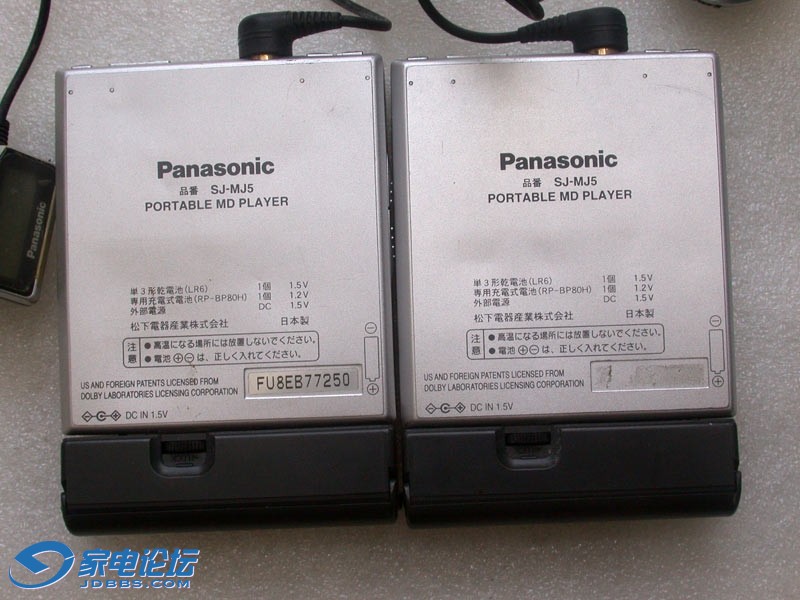 Panasonic
Panasonic
品番 SJ-MJ5
PORTABLE MD PLAYER
単3形乾電池(LR6) 1個 1.5V
専用充電式電池(RP-BP80H) 1個 1.2V
外部電源 DC 1.5V
松下電器産業株式会社 日本製
注意
●高温になる場所には放置しないでください。
●電池⊕⊖は、正しく入れてください。
⊖
⊕
US AND FOREIGN PATENTS LICENSED FROM
DOLBY LABORATORIES LICENSING CORPORATION
FU8EB77250
DC IN 1.5V
Panasonic
品番 SJ-MJ5
PORTABLE MD PLAYER
単3形乾電池(LR6) 1個 1.5V
専用充電式電池(RP-BP80H) 1個 1.2V
外部電源 DC 1.5V
松下電器産業株式会社 日本製
注意
●高温になる場所には放置しないでください。
●電池⊕⊖は、正しく入れてください。
⊖
⊕
US AND FOREIGN PATENTS LICENSED FROM
DOLBY LABORATORIES LICENSING CORPORATION
DC IN 1.5V
家电论坛
JDBBS.COM